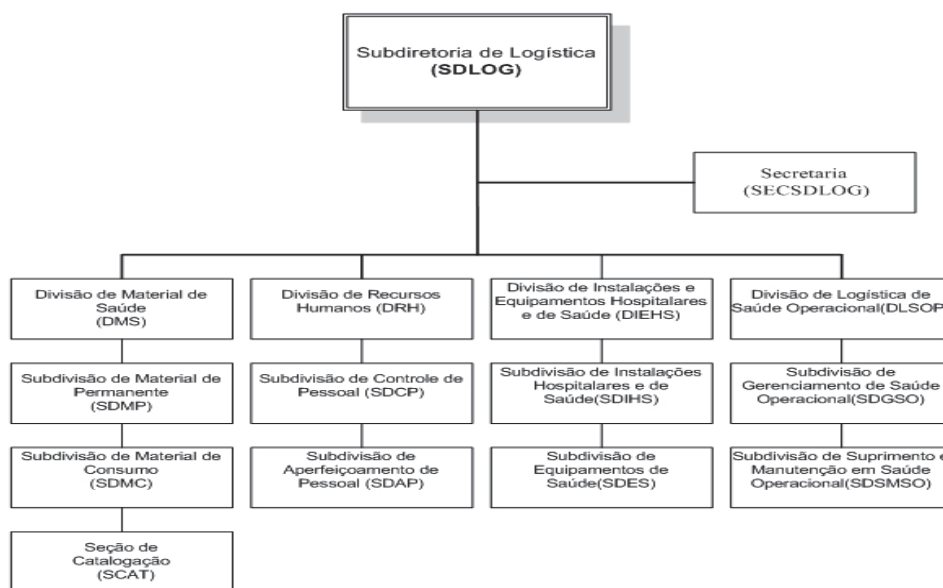 Subdiretoria de Logística
(SDLOG)
Secretaria
(SECSDLOG)
Divisão de Material de
Saúde
(DMS)
Divisão de Recursos
Humanos (DRH)
Divisão de Instalações e
Equipamentos Hospitalares
e de Saúde (DIEHS)
Divisão de Logística de
Saúde Operacional(DLSOP)
Subdivisão de Material de
Permanente
(SDMP)
Subdivisão de Controle de
Pessoal (SDCP)
Subdivisão de Instalações
Hospitalares e de
Saúde(SDIHS)
Subdivisão de
Gerenciamento de Saúde
Operacional(SDGSO)
Subdivisão de Material de
Consumo
(SDMC)
Subdivisão de
Aperfeiçoamento de
Pessoal (SDAP)
Subdivisão de
Equipamentos de
Saúde(SDES)
Subdivisão de Suprimento e
Manutenção em Saúde
Operacional(SDSMSO)
Seção de
Catalogação
(SCAT)